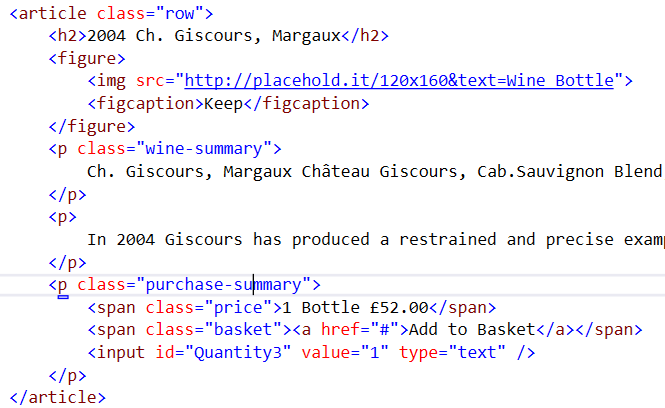 <article class="row">
<h2>2004 Ch. Giscours, Margaux</h2>
<figure>
<img src="http://placehold.it/120x160&text=Wine Bottle">
<figcaption>Keep</figcaption>
</figure>
<p class="wine-summary">
Ch. Giscours, Margaux Château Giscours, Cab.Sauvignon Blend
</p>
<p>
In 2004 Giscours has produced a restrained and precise examp
</p>
<p class="purchase-summary">
<span class="price">1 Bottle £52.00</span>
<span class="basket"><a href="#">Add to Basket</a></span>
<input id="Quantity3" value="1" type="text" />
</p>
</article>